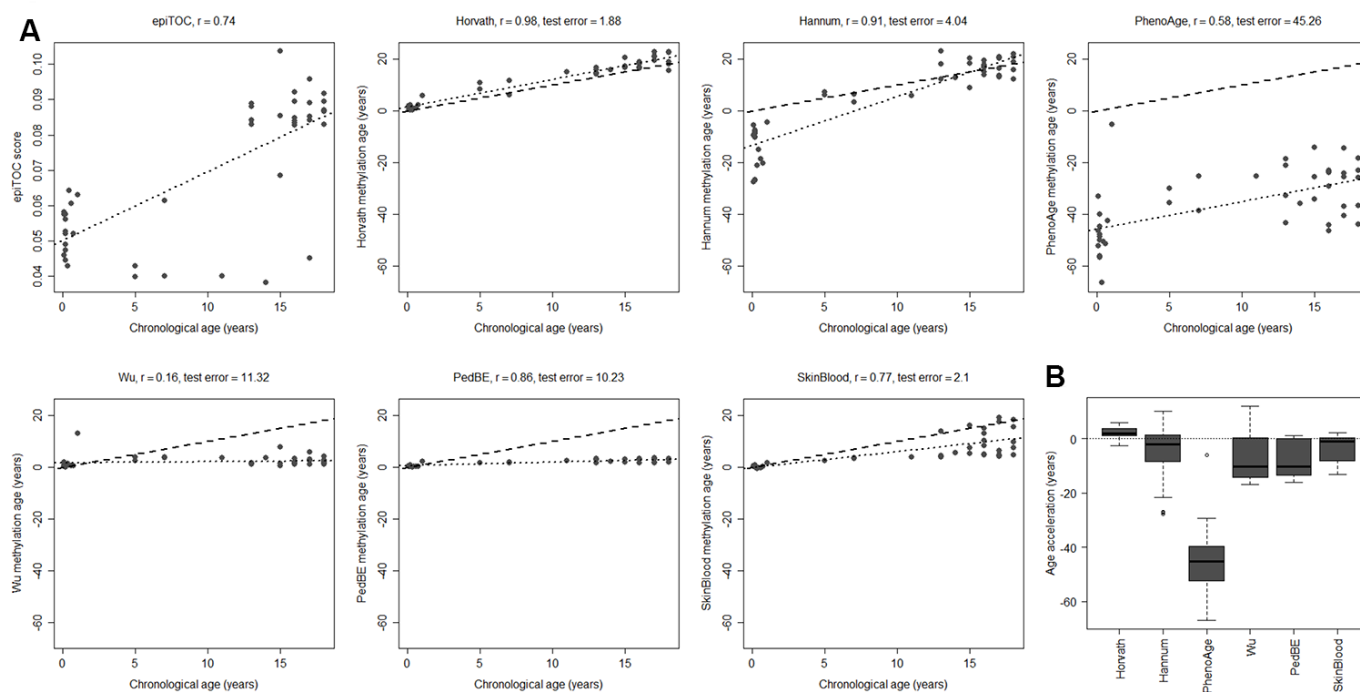 A
epiTOC, r = 0.74
epiTOC score
0.04 0.05 0.06 0.07 0.08 0.09 0.10
0 5 10 15
Chronological age (years)
Horvath, r = 0.98, test error = 1.88
Horvath methylation age (years)
-60 -40 -20 0 20
0 5 10 15
Chronological age (years)
Hannum, r = 0.91, test error = 4.04
Hannum methylation age (years)
-60 -40 -20 0 20
0 5 10 15
Chronological age (years)
PhenoAge, r = 0.58, test error = 45.26
PhenoAge methylation age (years)
-60 -40 -20 0 20
0 5 10 15
Chronological age (years)
Wu, r = 0.16, test error = 11.32
Wu methylation age (years)
-60 -40 -20 0 20
0 5 10 15
Chronological age (years)
PedBE, r = 0.86, test error = 10.23
PedBE methylation age (years)
-60 -40 -20 0 20
0 5 10 15
Chronological age (years)
SkinBlood, r = 0.77, test error = 2.1
SkinBlood methylation age (years)
-60 -40 -20 0 20
0 5 10 15
Chronological age (years)
B
Age acceleration (years)
-60 -40 -20 0
Horvath
Hannum
PhenoAge
Wu
PedBE
SkinBlood